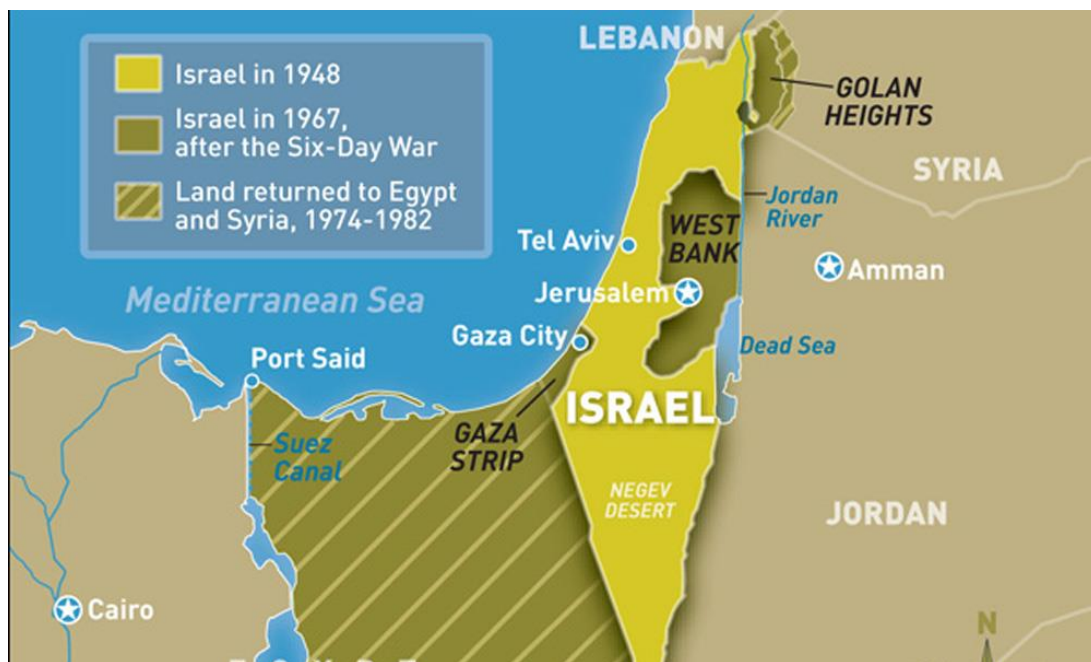 LEBANON
Israel in 1948
Israel in 1967,
after the Six-Day War
Land returned to Egypt
and Syria, 1974-1982
GOLAN
HEIGHTS
SYRIA
Jordan
River
WEST
BANK
Tel Aviv
Amman
Jerusalem
Mediterranean Sea
Gaza City
Dead Sea
Port Said
ISRAEL
GAZA
STRIP
Suez
Canal
NEGEV
DESERT
JORDAN
Cairo
N